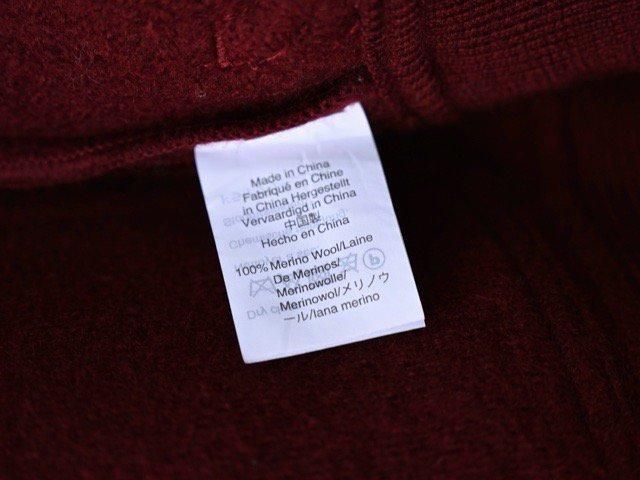 Made in China
Fabriqué en Chine
in China Hergestellt
Vervaardigd in China
中国製
Hecho en China
100% Merino Wool/Laine
De Merinos/
Merinowolle/
Merinowol/メリノウ
ール/lana merino